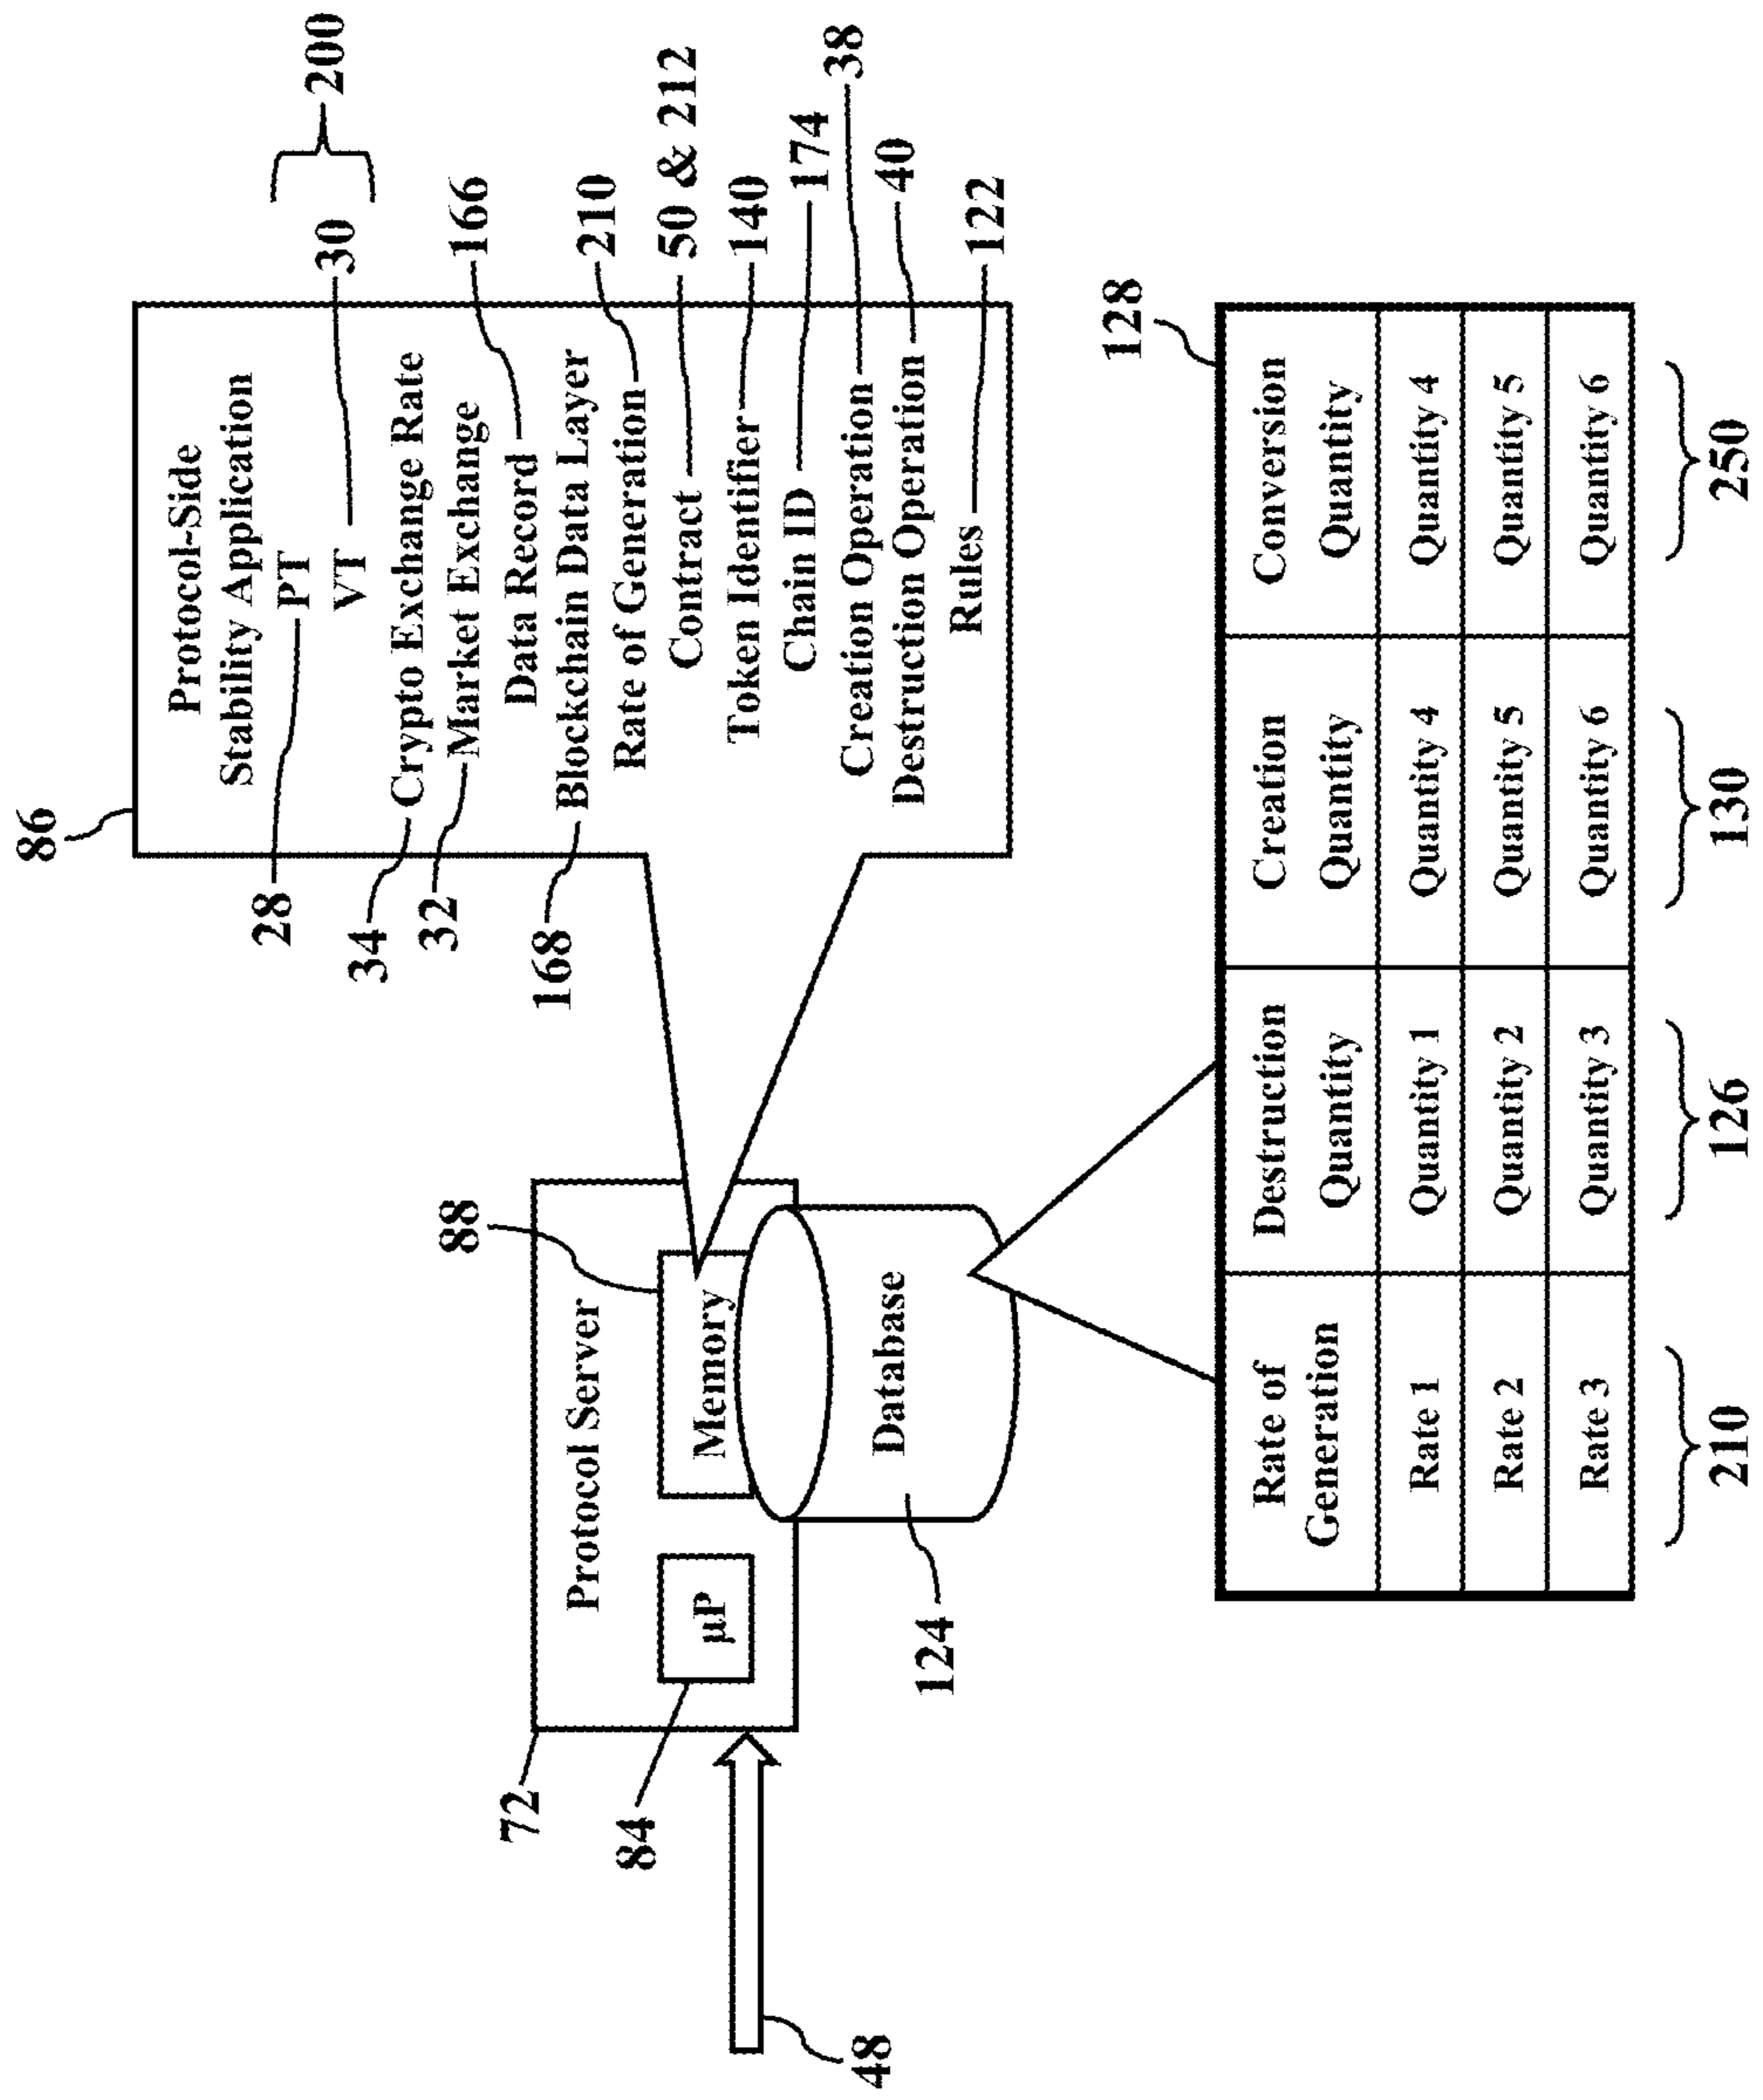 86
Protocol-Side
Stability Application
28
PT
VT
30
200
34
Crypto Exchange Rate
32
Market Exchange
Data Record
166
168
Blockchain Data Layer
Rate of Generation
210
Contract
50 & 212
Token Identifier
140
Chain ID
174
Creation Operation
38
Destruction Operation
40
Rules
122
72
Protocol Server
88
84
µP
Memory
48
Database
124
128
Rate of Generation
Destruction Quantity
Creation Quantity
Conversion Quantity
Rate 1
Quantity 1
Quantity 4
Quantity 4
Rate 2
Quantity 2
Quantity 5
Quantity 5
Rate 3
Quantity 3
Quantity 6
Quantity 6
210
126
130
250